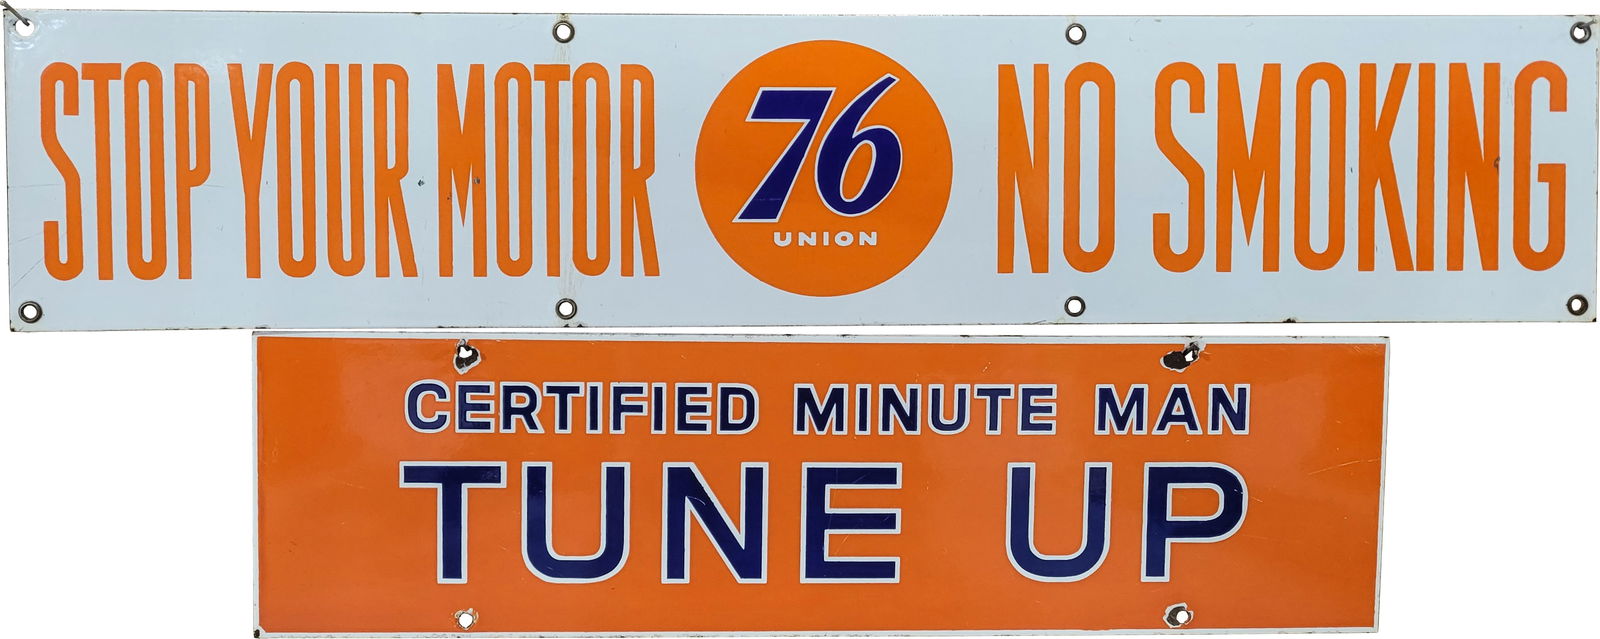 STOP YOUR MOTOR 76 NO SMOKING
UNION
CERTIFIED MINUTE MAN
TUNE UP